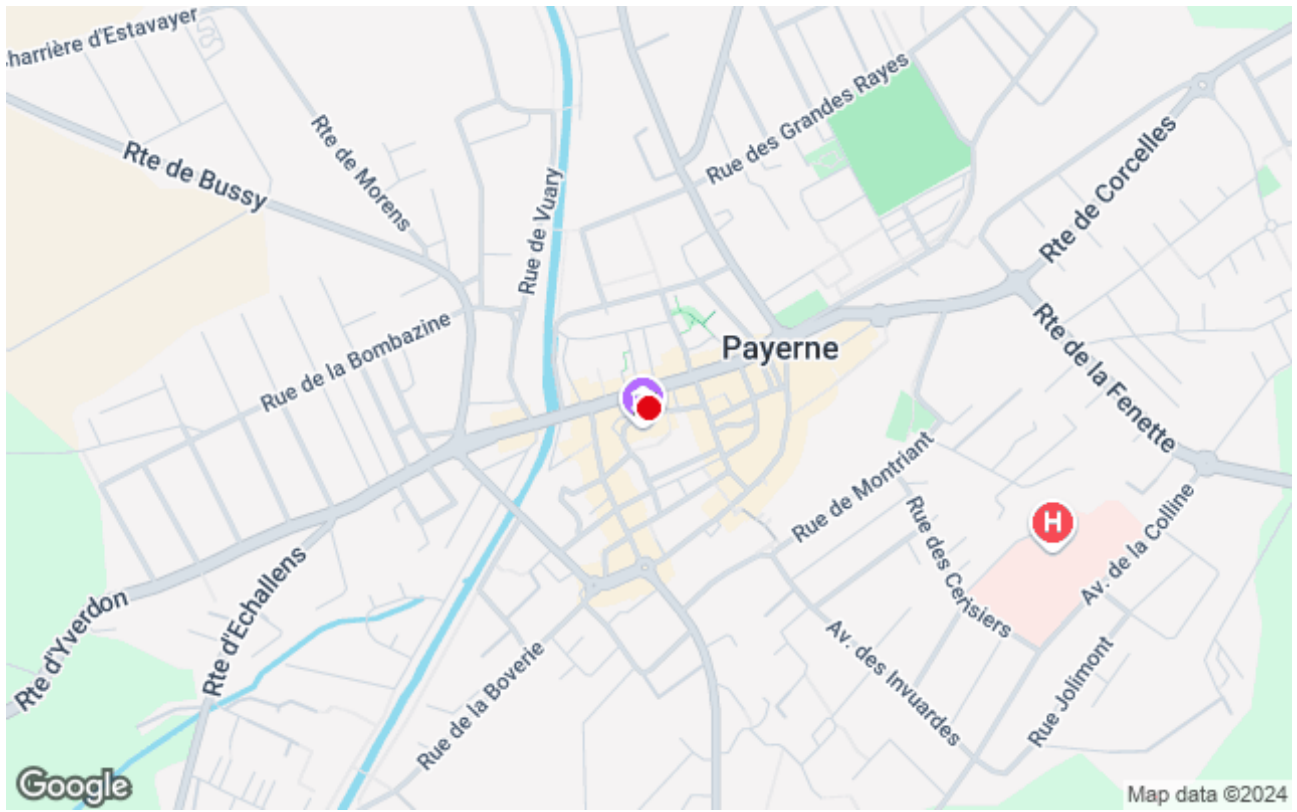 Charrière d'Estavayer
Rte de Bussy
Rte de Morens
Rue de Vuary
Rue des Grandes Rayes
Rte de Corcelles
Rue de la Bombazine
Payerne
Rte de la Fenette
Rue de Montriant
Rue des Cerisiers
H
Av. de la Colline
Rte d'Yverdon
Rte d'Echallens
Rue de la Boverie
Av. des Invuardes
Rue Jolimont
Google
Map data ©2024